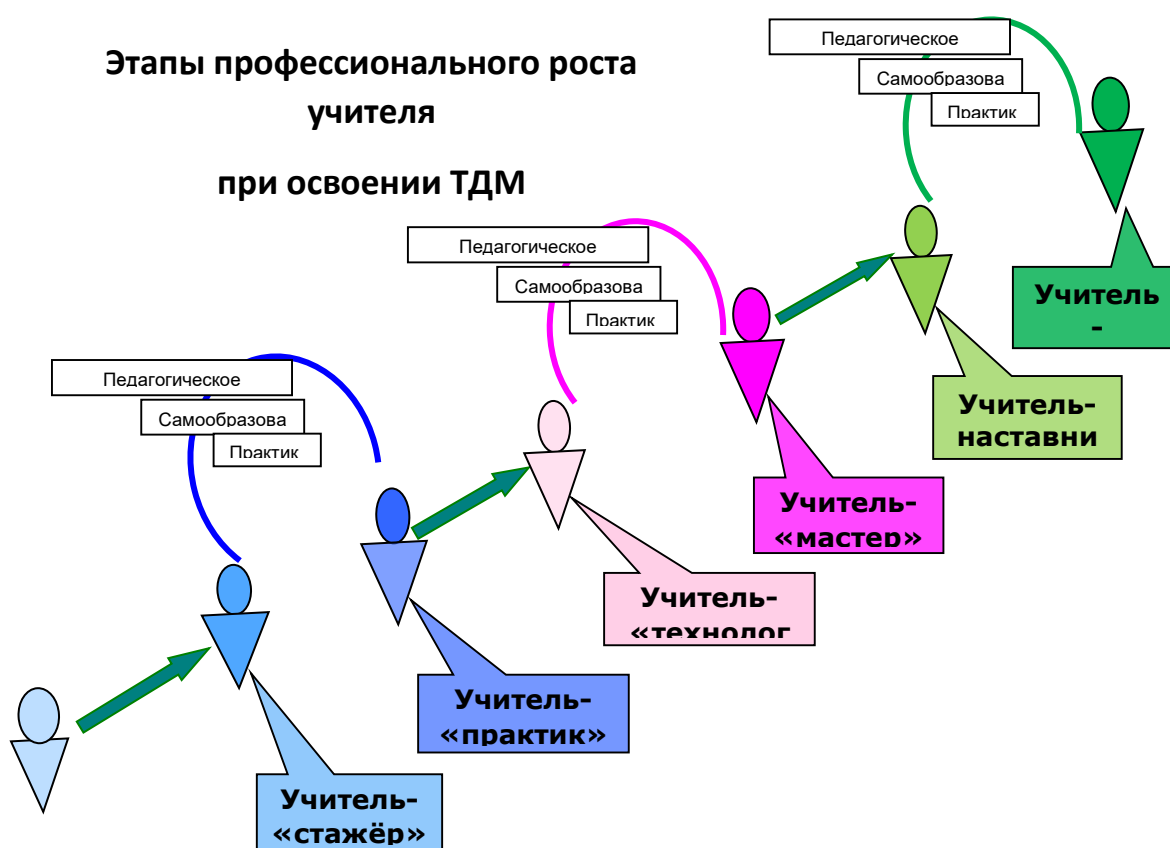 Этапы профессионального роста
учителя
при освоении ТДМ
Педагогическое
Самообразова
Практик
Учитель
-
Педагогическое
Самообразова
Практик
Учитель-
наставни
Учитель-
«мастер»
Педагогическое
Самообразова
Практик
Учитель-
«технолог
Учитель-
«практик»
Учитель-
«стажёр»